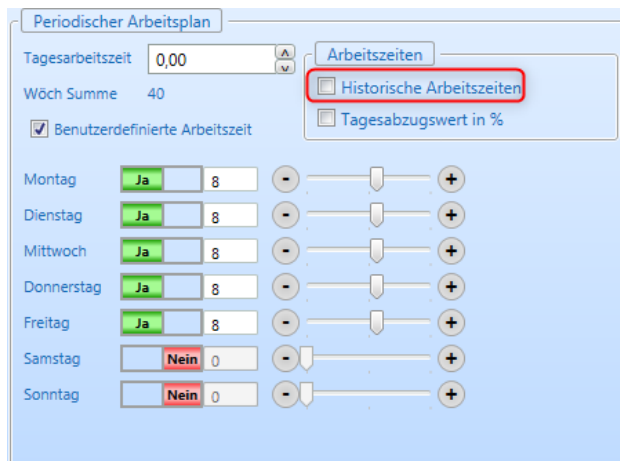 Periodischer Arbeitsplan
Tagesarbeitszeit 0,00
Arbeitszeiten
Wöch Summe 40
Historische Arbeitszeiten
Benutzerdefinierte Arbeitszeit
Tagesabzugswert in %
Montag Ja 8 - +
Dienstag Ja 8 - +
Mittwoch Ja 8 - +
Donnerstag Ja 8 - +
Freitag Ja 8 - +
Samstag Nein 0 - +
Sonntag Nein 0 - +